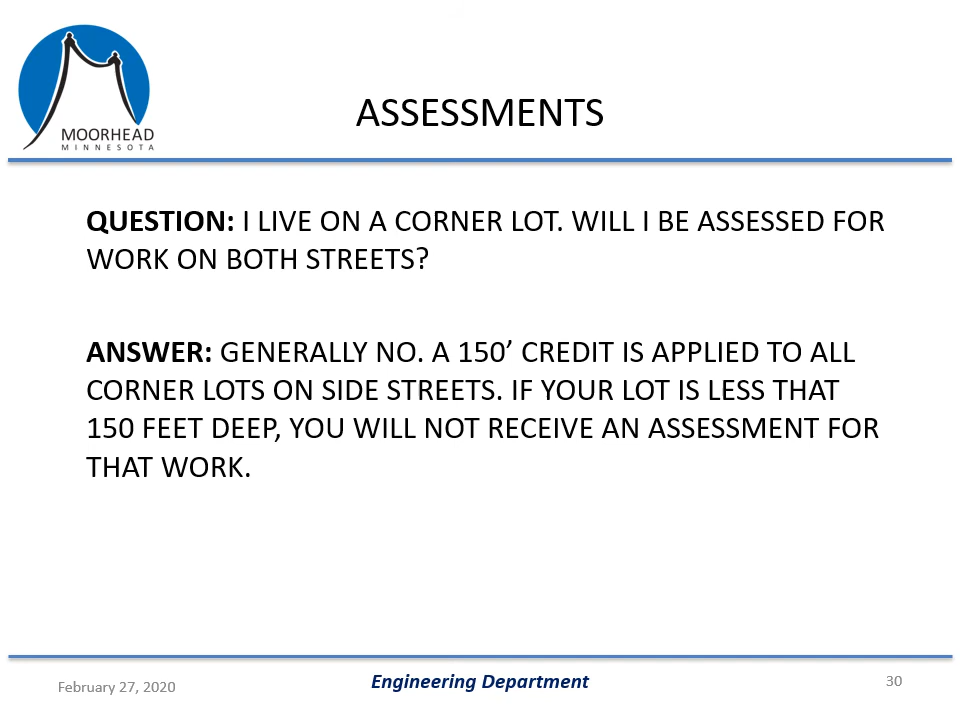 MOORHEAD
MINNESOTA
ASSESSMENTS
QUESTION: I LIVE ON A CORNER LOT. WILL I BE ASSESSED FOR
WORK ON BOTH STREETS?
ANSWER: GENERALLY NO. A 150’ CREDIT IS APPLIED TO ALL
CORNER LOTS ON SIDE STREETS. IF YOUR LOT IS LESS THAT
150 FEET DEEP, YOU WILL NOT RECEIVE AN ASSESSMENT FOR
THAT WORK.
February 27, 2020
Engineering Department
30